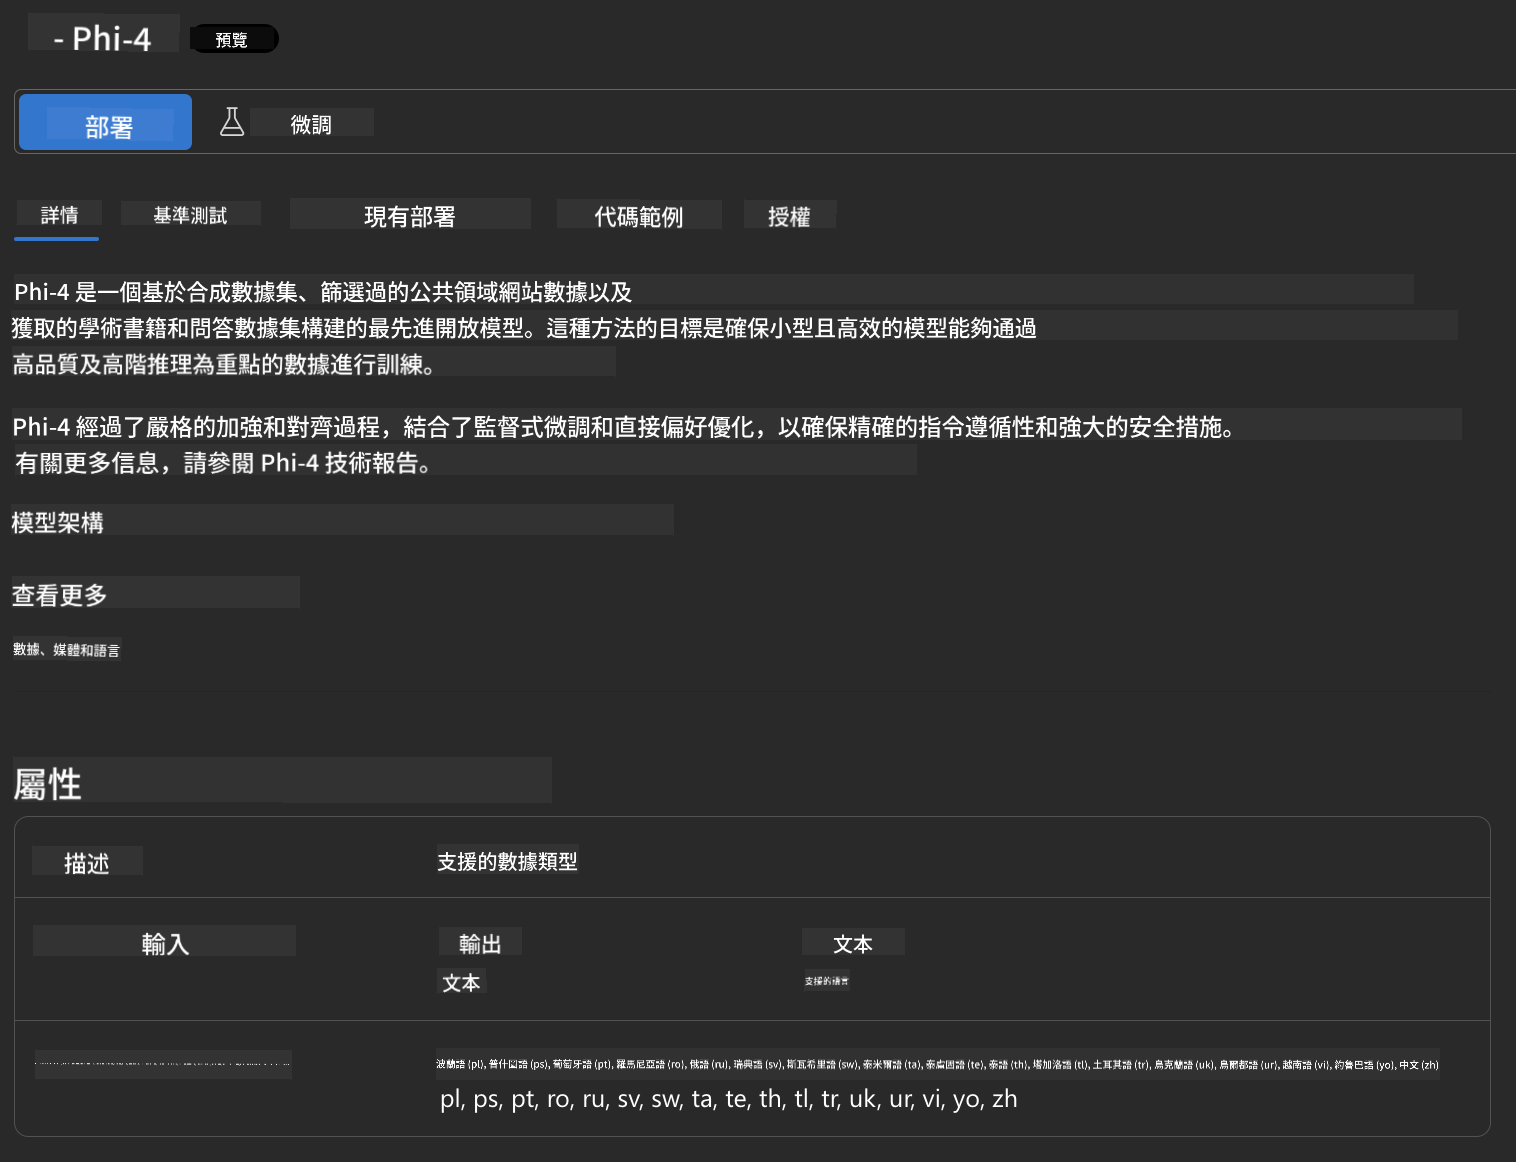 - Phi-4
預覽
部署
微調
詳情
基準測試
現有部署
代碼範例
授權
Phi-4 是一個基於合成數據集、篩選過的公共領域網站數據以及
獲取的學術書籍和問答數據集構建的最先進開放模型。這種方法的目標是確保小型且高效的模型能夠通過
高品質及高階推理為重點的數據進行訓練。
Phi-4 經過了嚴格的加強和對齊過程，結合了監督式微調和直接偏好優化，以確保精確的指令遵循性和強大的安全措施。
有關更多信息，請參閱 Phi-4 技術報告。
模型架構
查看更多
數據、媒體和語言
屬性
描述
支援的數據類型
輸入
輸出
文本
文本
支援的語言
波蘭語 (pl), 普什圖語 (ps), 葡萄牙語 (pt), 羅馬尼亞語 (ro), 俄語 (ru), 瑞典語 (sv), 斯瓦希里語 (sw), 泰米爾語 (ta), 泰盧固語 (te), 泰語 (th), 塔加洛語 (tl), 土耳其語 (tr), 烏克蘭語 (uk), 烏爾都語 (ur), 越南語 (vi), 約魯巴語 (yo), 中文 (zh)
pl, ps, pt, ro, ru, sv, sw, ta, te, th, tl, tr, uk, ur, vi, yo, zh